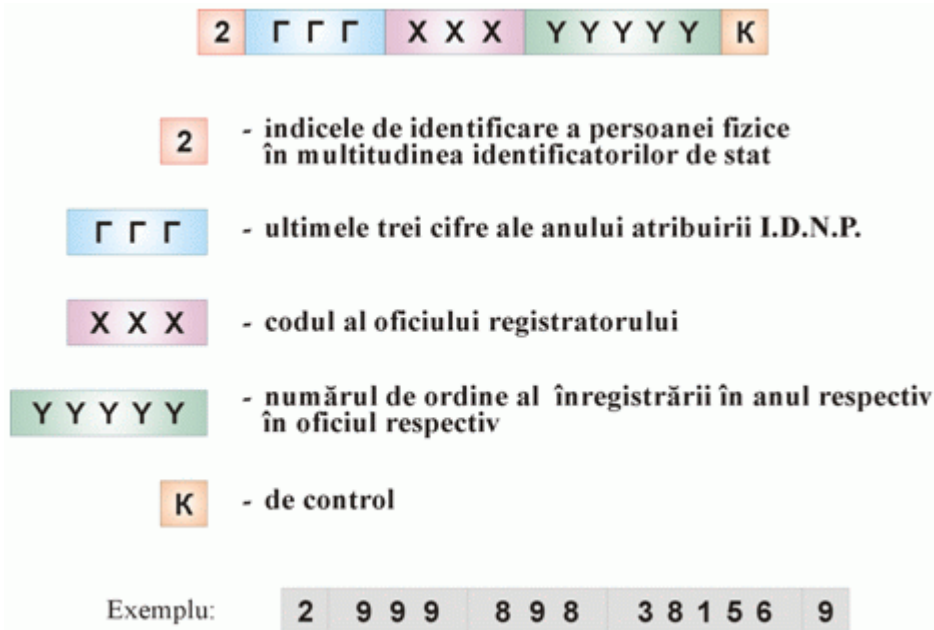 2 Г Г Г X X X Y Y Y Y Y K
2 - indicele de identificare a persoanei fizice
în multitudinea identificatorilor de stat
Г Г Г - ultimele trei cifre ale anului atribuirii I.D.N.P.
X X X - codul al oficiului registratorului
Y Y Y Y Y - numărul de ordine al înregistrării în anul respectiv
în oficiul respectiv
K - de control
Exemplu: 2 9 9 9 8 9 8 3 8 1 5 6 9